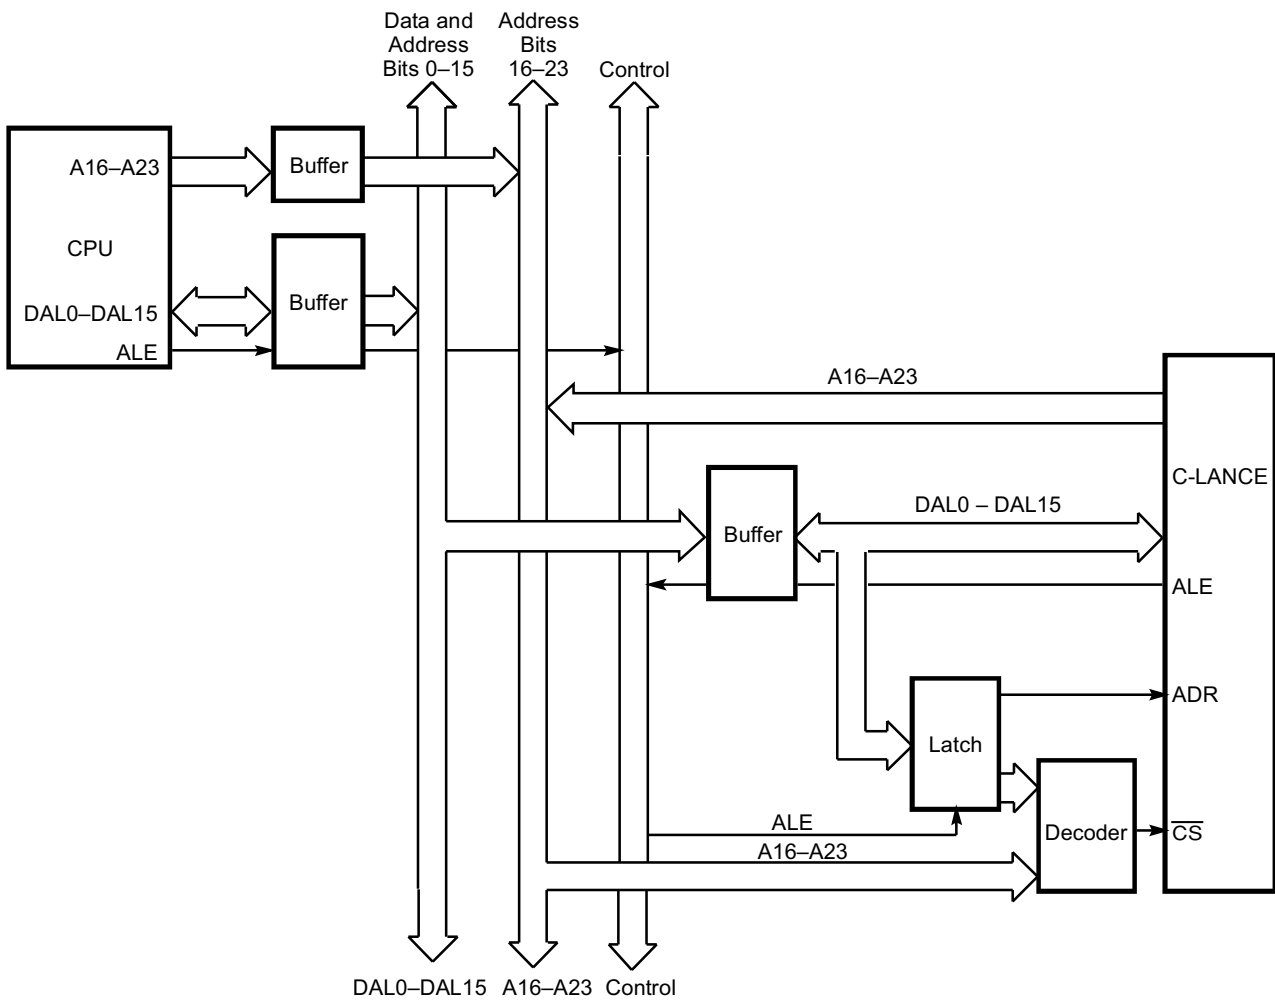 Data and
Address
Bits 0–15
Address
Bits
16–23
Control
A16–A23
Buffer
CPU
DAL0–DAL15
Buffer
ALE
A16–A23
C-LANCE
DAL0 – DAL15
Buffer
ALE
ADR
Latch
ALE
Decoder
CS
A16–A23
DAL0–DAL15
A16–A23
Control